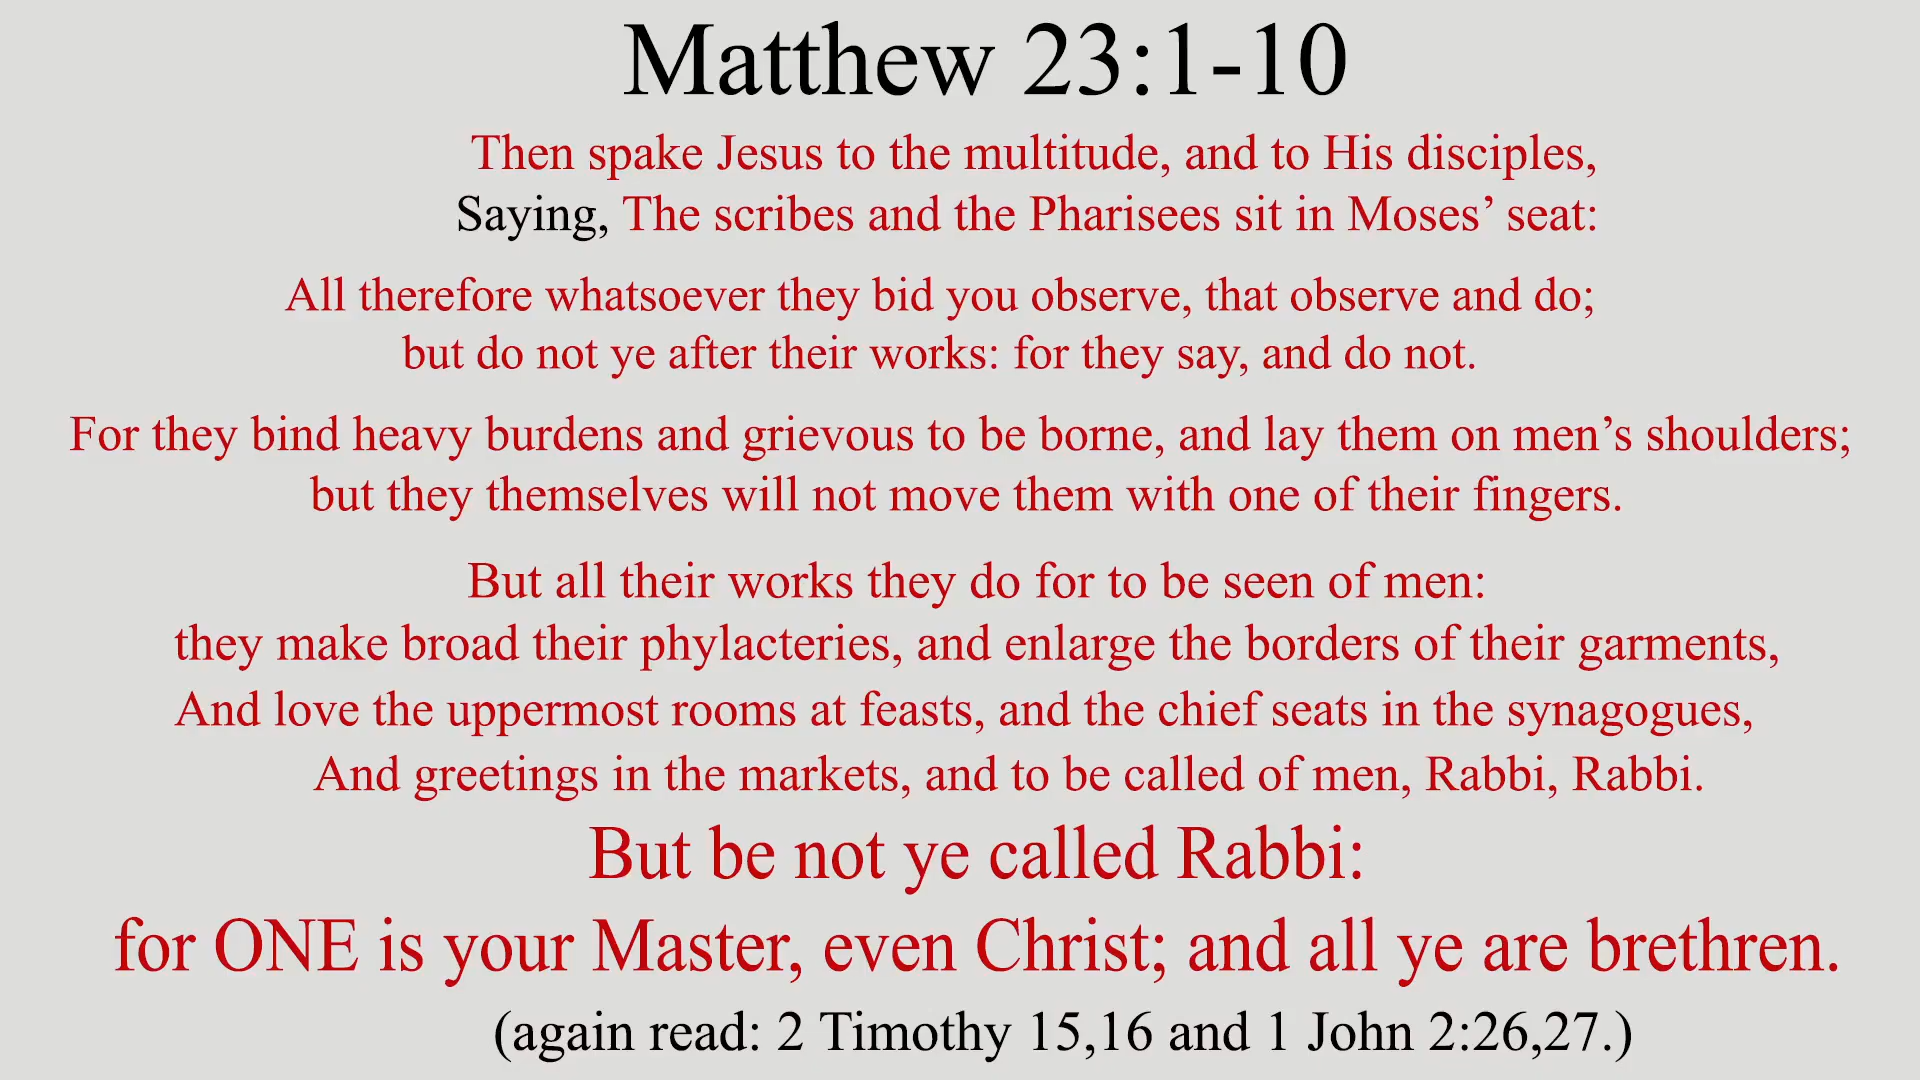 Matthew 23:1-10
Then spake Jesus to the multitude, and to His disciples,
Saying, The scribes and the Pharisees sit in Moses’ seat:
All therefore whatsoever they bid you observe, that observe and do;
but do not ye after their works: for they say, and do not.
For they bind heavy burdens and grievous to be borne, and lay them on men’s shoulders;
but they themselves will not move them with one of their fingers.
But all their works they do for to be seen of men:
they make broad their phylacteries, and enlarge the borders of their garments,
And love the uppermost rooms at feasts, and the chief seats in the synagogues,
And greetings in the markets, and to be called of men, Rabbi, Rabbi.
But be not ye called Rabbi:
for ONE is your Master, even Christ; and all ye are brethren.
(again read: 2 Timothy 15,16 and 1 John 2:26,27.)